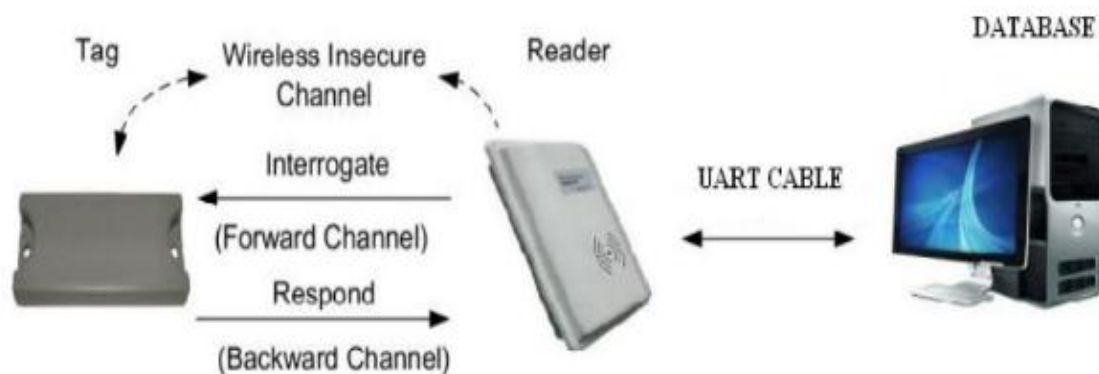 DATABASE
Tag
Wireless Insecure
Channel
Reader
Interrogate
(Forward Channel)
UART CABLE
Respond
(Backward Channel)